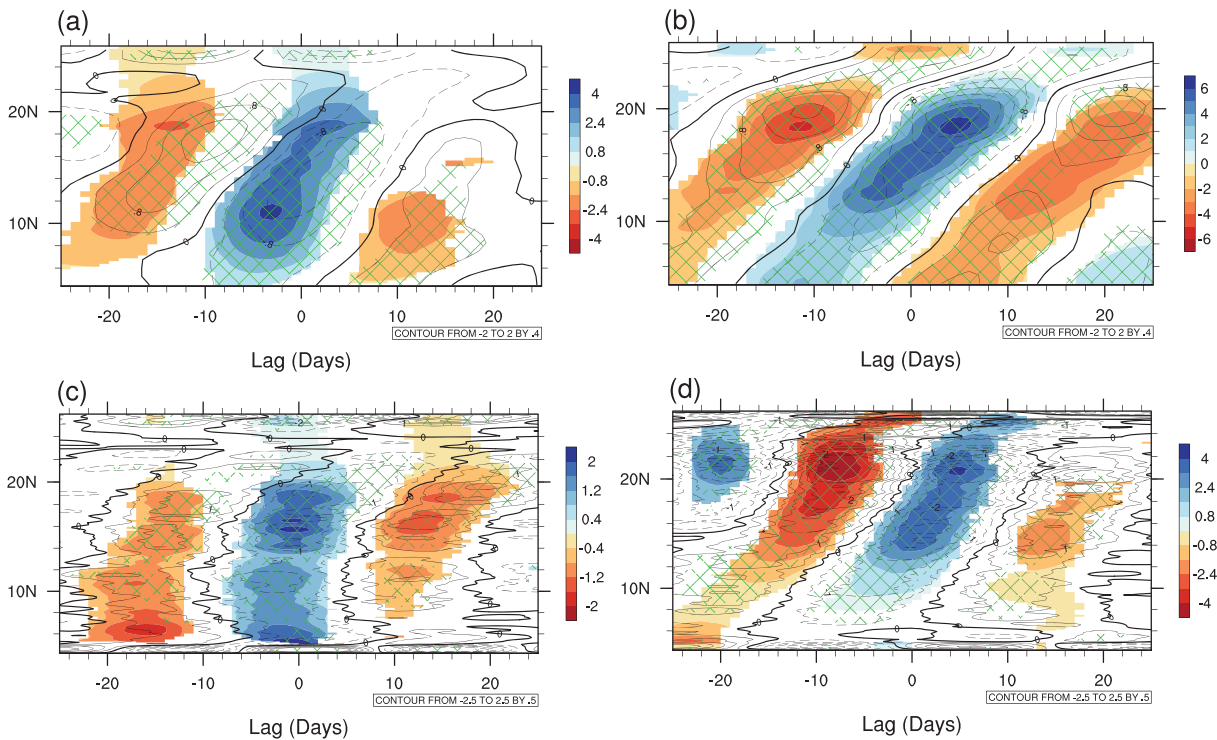 (a)
(b)
20N
10N
-20 -10 0 10 20
CONTOUR FROM -2 TO 2 BY .4
Lag (Days)
4
2.4
0.8
-0.8
-2.4
-4
20N
10N
-20 -10 0 10 20
CONTOUR FROM -2 TO 2 BY .4
Lag (Days)
6
4
2
0
-2
-4
-6
(c)
(d)
20N
10N
-20 -10 0 10 20
CONTOUR FROM -2.5 TO 2.5 BY .5
Lag (Days)
2
1.2
0.4
-0.4
-1.2
-2
20N
10N
-20 -10 0 10 20
CONTOUR FROM -2.5 TO 2.5 BY .5
Lag (Days)
4
2.4
0.8
-0.8
-2.4
-4